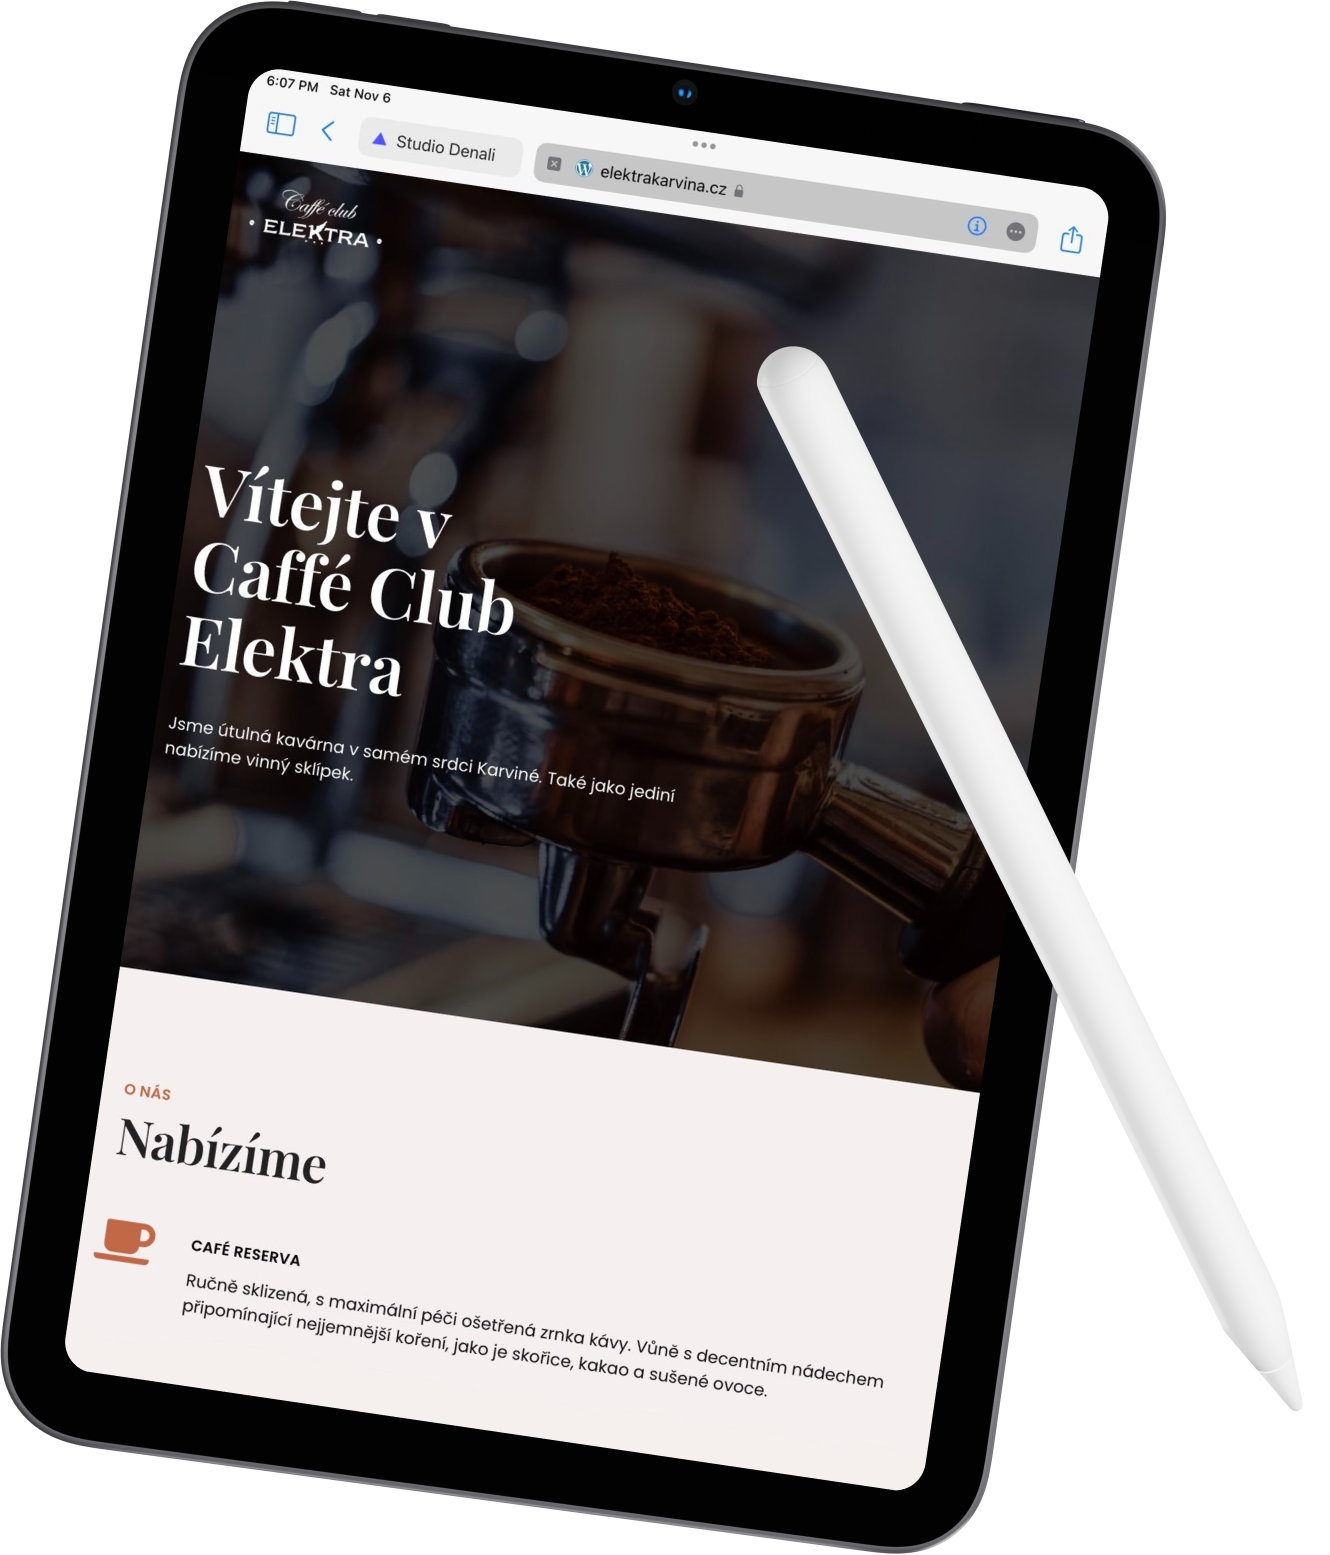 6:07 PM Sat Nov 6
Studio Denali
elektrakarvina.cz
Caffé club
• ELEKTRA •
Vítejte v
Caffé Club
Elektra
Jsme útulná kavárna v samém srdci Karviné. Také jako jediní
nabízíme vinný sklípek.
O NÁS
Nabízíme
CAFÉ RESERVA
Ručně sklizená, s maximální péči ošetřená zrnka kávy. Vůně s decentním nádechem
připomínající nejjemnější koření, jako je skořice, kakao a sušené ovoce.